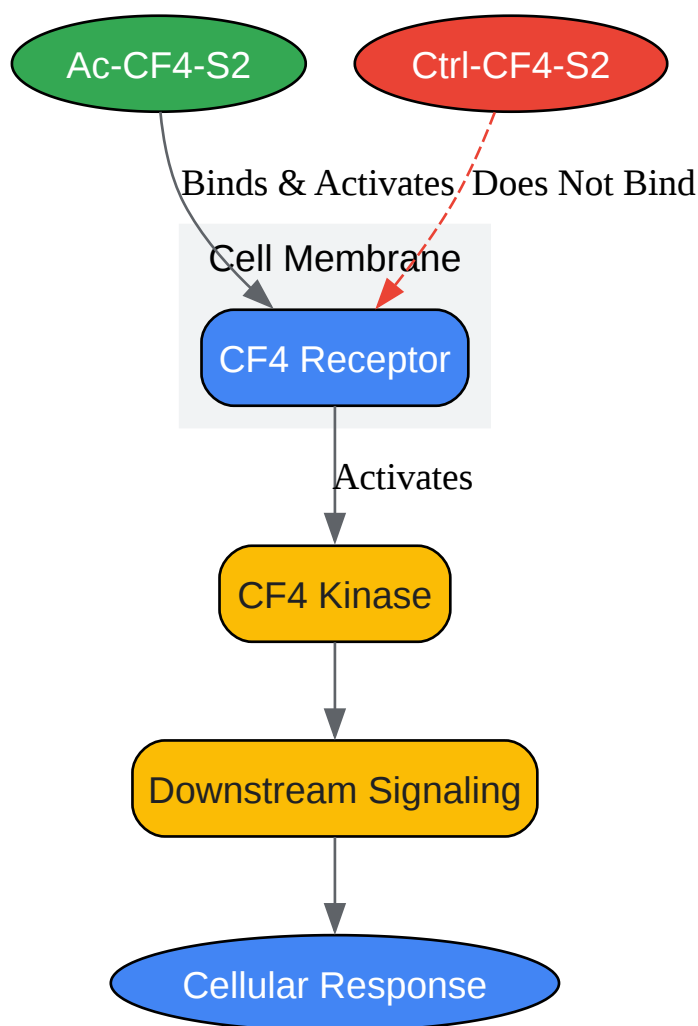 Ac-CF4-S2
Ctrl-CF4-S2
Binds & Activates
Does Not Bind
Cell Membrane
CF4 Receptor
Activates
CF4 Kinase
Downstream Signaling
Cellular Response